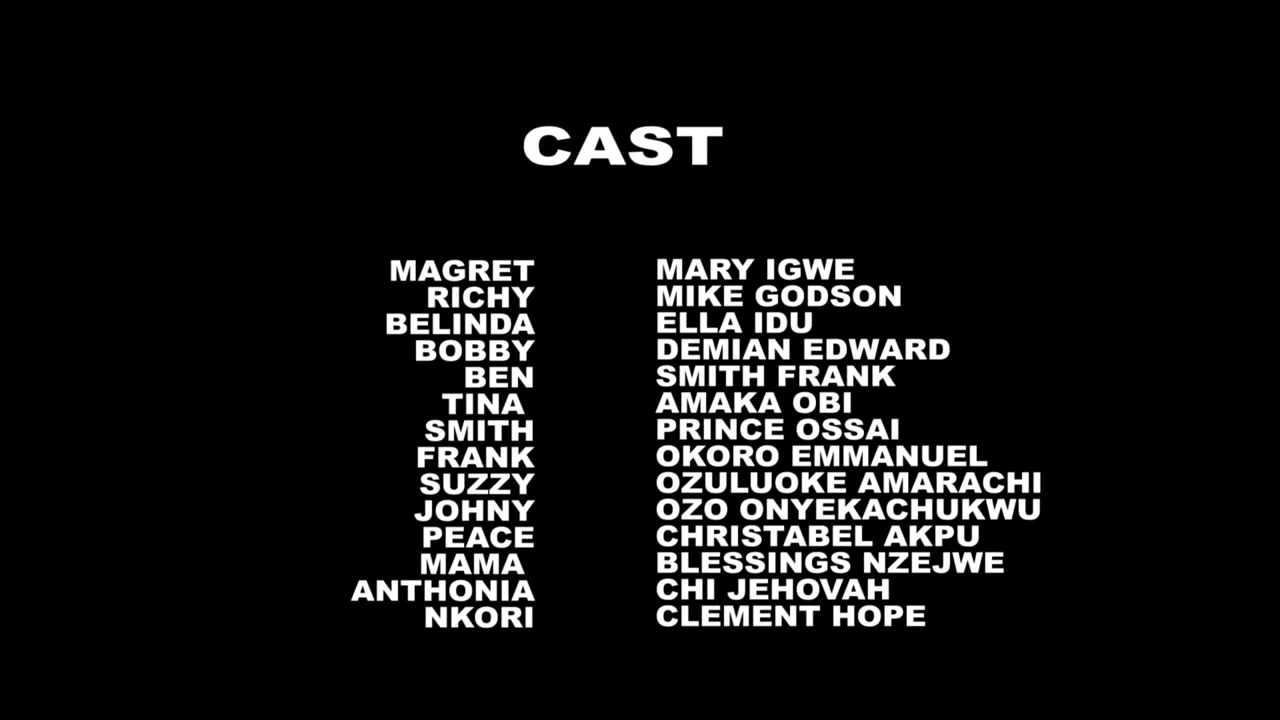 CAST
MAGRET MARY IGWE
RICHY MIKE GODSON
BELINDA ELLA IDU
BOBBY DEMIAN EDWARD
BEN SMITH FRANK
TINA AMAKA OBI
SMITH PRINCE OSSAI
FRANK OKORO EMMANUEL
SUZZY OZULUOKE AMARACHI
JOHNY OZO ONYEKACHUKWU
PEACE CHRISTABEL AKPU
MAMA BLESSINGS NZEJWE
ANTHONIA CHI JEHOVAH
NKORI CLEMENT HOPE